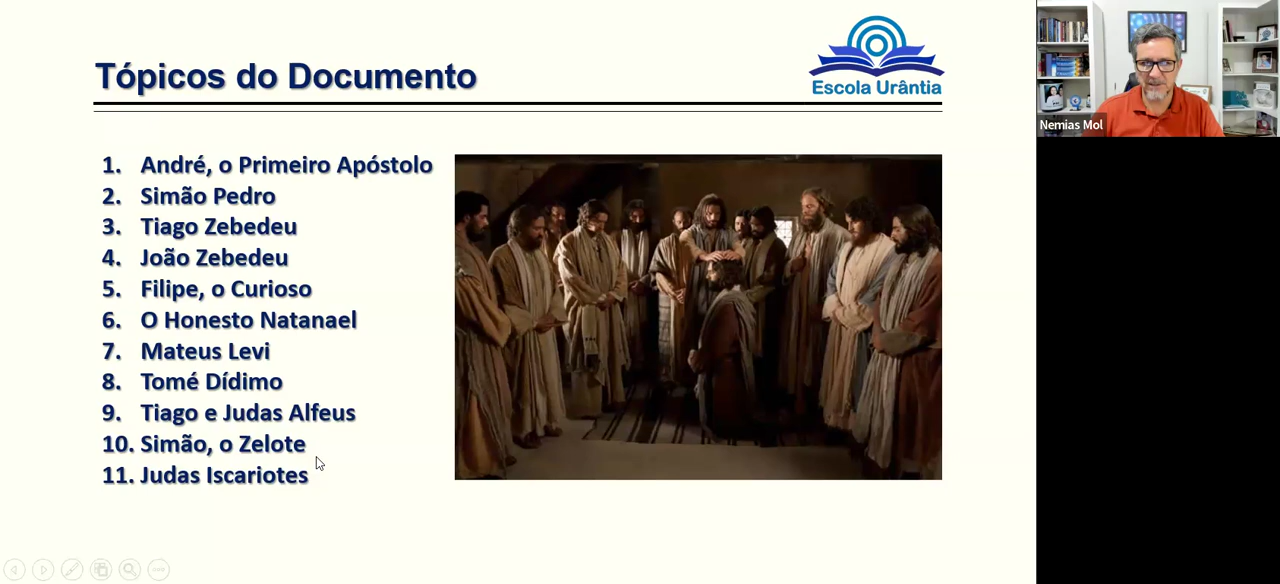 Tópicos do Documento
Escola Urântia
1. André, o Primeiro Apóstolo
2. Simão Pedro
3. Tiago Zebedeu
4. João Zebedeu
5. Filipe, o Curioso
6. O Honesto Natanael
7. Mateus Levi
8. Tomé Dídimo
9. Tiago e Judas Alfeus
10. Simão, o Zelote
11. Judas Iscariotes
Nemias Mol